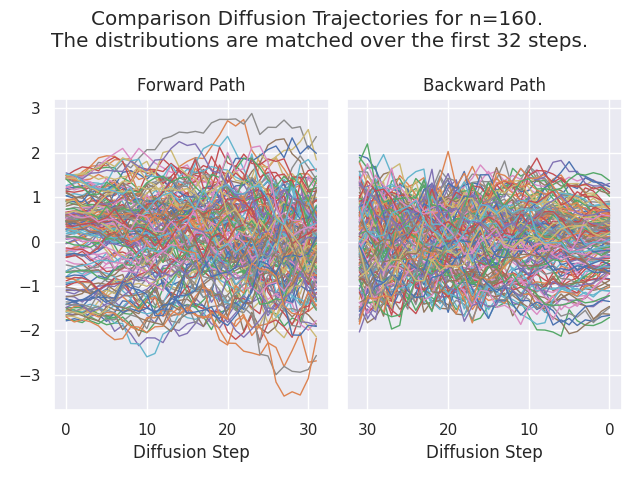 Comparison Diffusion Trajectories for n=160.
The distributions are matched over the first 32 steps.
Forward Path
Backward Path
3
2
1
0
−1
−2
−3
0 10 20 30
30 20 10 0
Diffusion Step
Diffusion Step